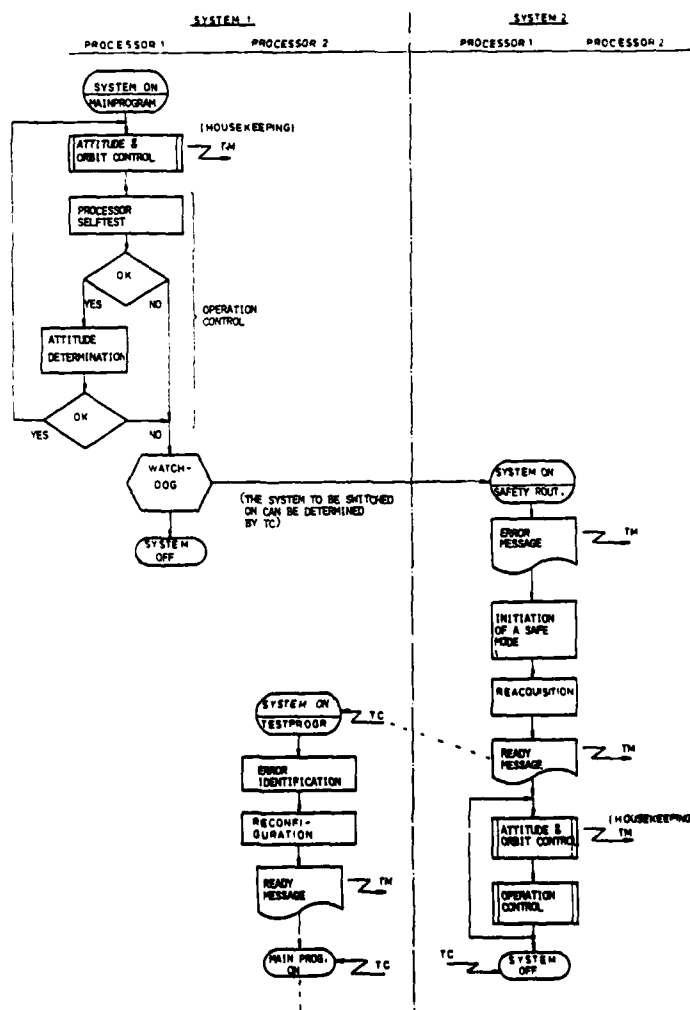 SYSTEM 1
SYSTEM 2
PROCESSOR 1
PROCESSOR 2
PROCESSOR 1
PROCESSOR 2
SYSTEM ON
MAINPROGRAM
(HOUSEKEEPING)
TM
ATTITUDE &
ORBIT CONTROL
PROCESSOR
SELFTEST
OK
YES
NO
OPERATION
CONTROL
ATTITUDE
DETERMINATION
OK
YES
NO
WATCH-
DOG
(THE SYSTEM TO BE SWITCHED
ON CAN BE DETERMINED
BY TC)
SYSTEM
OFF
SYSTEM ON
SAFETY ROUT.
ERROR
MESSAGE
TM
INITIATION
OF A SAFE
MODE
REACQUISITION
READY
MESSAGE
TM
SYSTEM ON
TESTPROGR
TC
ERROR
IDENTIFICATION
RECONFI-
GURATION
READY
MESSAGE
TM
MAIN PROG.
ON
TC
(HOUSEKEEPING)
TM
ATTITUDE &
ORBIT CONTROL
OPERATION
CONTROL
TC
SYSTEM
OFF